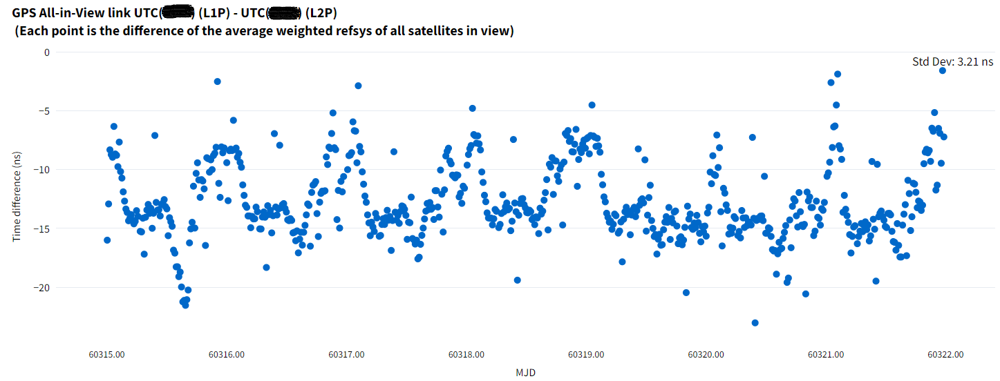 GPS All-in-View link UTC( ) (L1P) - UTC( ) (L2P)
(Each point is the difference of the average weighted refsys of all satellites in view)
Std Dev: 3.21 ns
Time difference (ns)
0
−5
−10
−15
−20
60315.00 60316.00 60317.00 60318.00 60319.00 60320.00 60321.00 60322.00
MJD